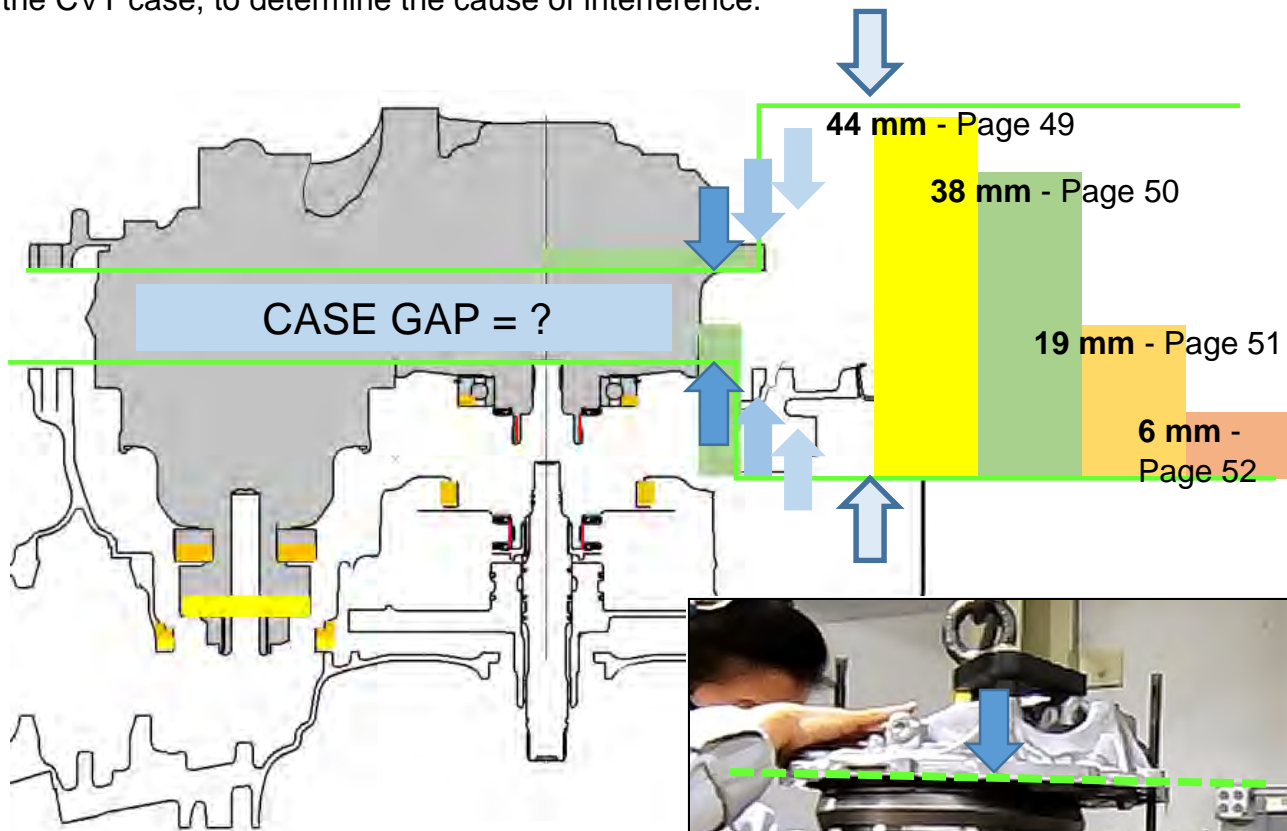 the CVT case, to determine the cause of interference.
44 mm - Page 49
38 mm - Page 50
CASE GAP = ?
19 mm - Page 51
6 mm -
Page 52